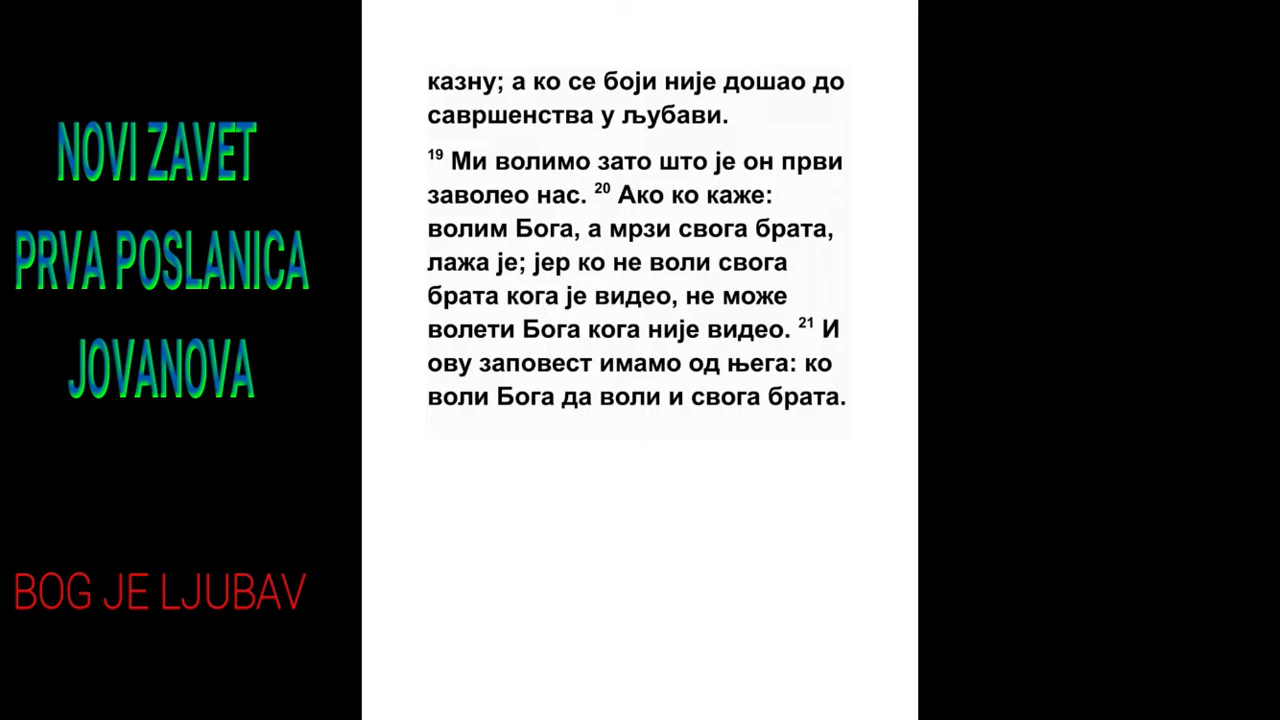 NOVI ZAVET
PRVA POSLANICA
JOVANOVA
BOG JE LJUBAV
казну; а ко се боји није дошао до
савршенства у љубави.
19 Ми волимо зато што је он први
заволео нас. 20 Ако ко каже:
волим Бога, а мрзи свога брата,
лажа је; јер ко не воли свога
брата кога је видео, не може
волети Бога кога није видео. 21 И
ову заповест имамо од њега: ко
воли Бога да воли и свога брата.